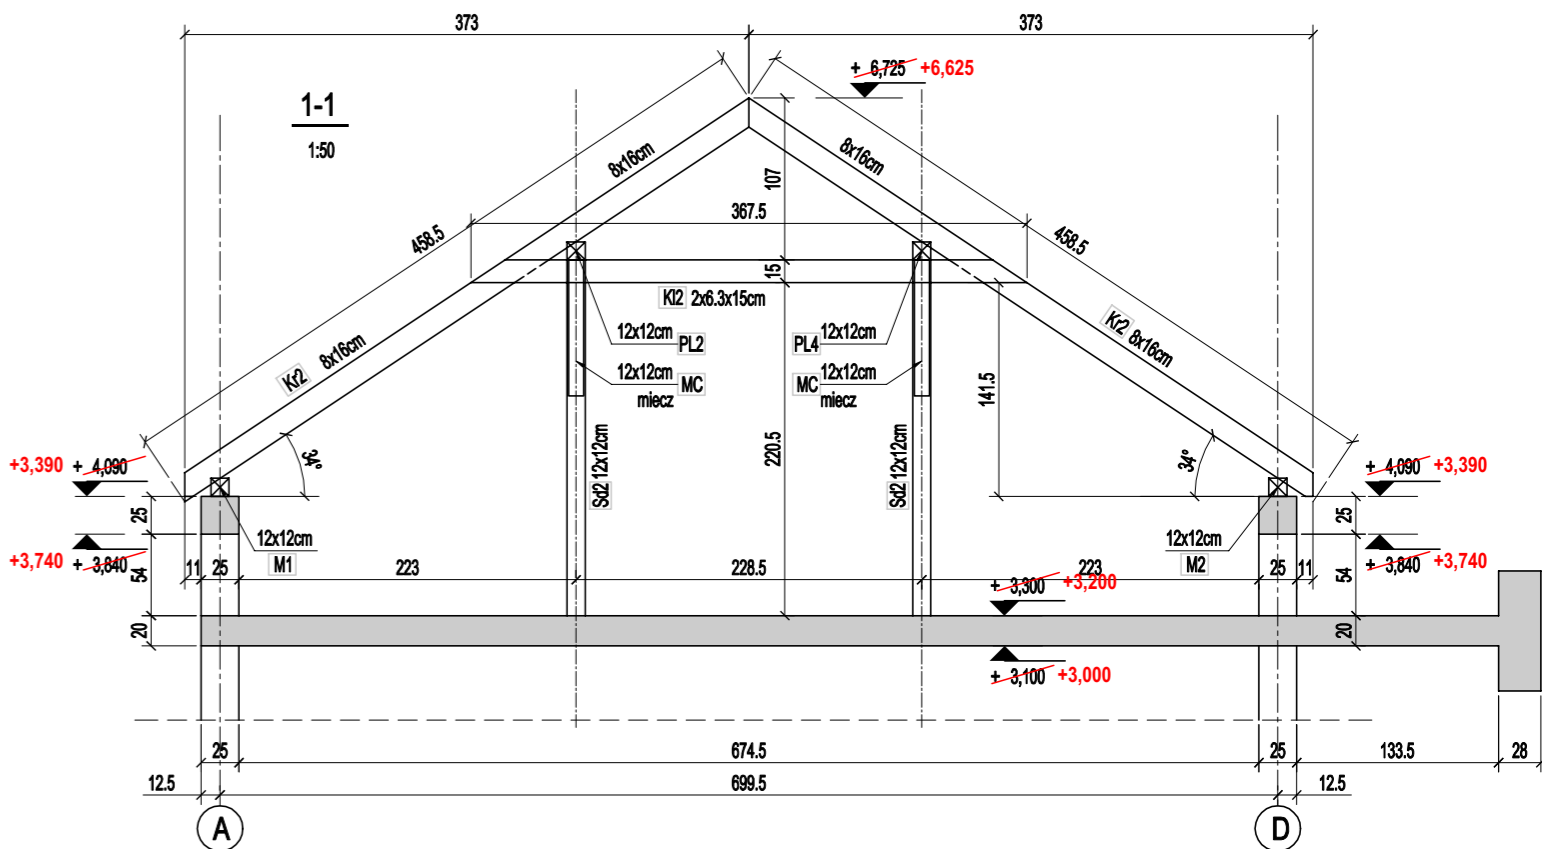 373
373
+ 6,725 +6,625
1-1
1:50
8x16cm
8x16cm
107
367.5
458.5
458.5
15
Kl2 2x6.3x15cm
12x12cm
PL2
12x12cm
PL4
Kr2 8x16cm
Kr2 8x16cm
12x12cm
MC
miecz
12x12cm
MC
miecz
141.5
220.5
Sd2 12x12cm
Sd2 12x12cm
34°
34°
+3,390 + 4,090
+ 4,090 +3,390
25
25
12x12cm
M1
12x12cm
M2
+3,740 + 3,840
+ 3,840 +3,740
54
54
11
25
223
228.5
223
25
11
+ 3,300 +3,200
20
20
+ 3,100 +3,000
25
674.5
25
133.5
28
12.5
699.5
12.5
A
D